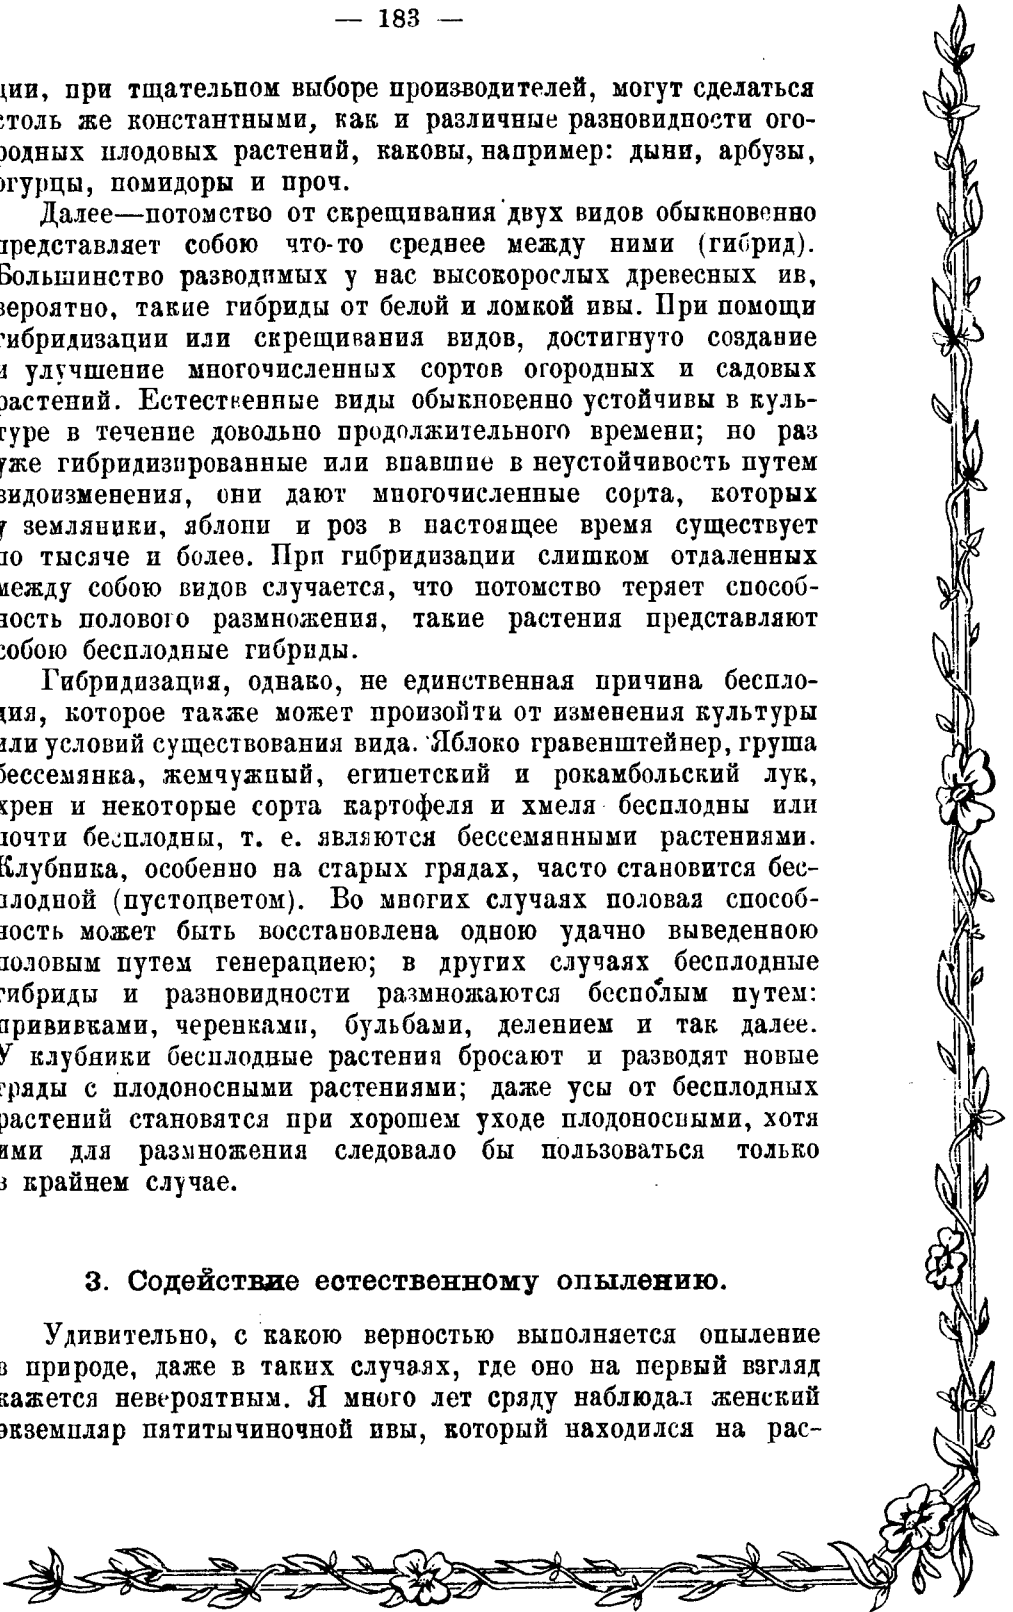 — 183 —
ции, при тщательном выборе производителей, могут сделаться
столь же константными, как и различные разновидности ого-
родных плодовых растений, каковы, например: дыни, арбузы,
огурцы, помидоры и проч.
Далее—потомство от скрещивания двух видов обыкновенно
представляет собою что-то среднее между ними (гибрид).
Большинство разводимых у нас высокорослых древесных ив,
вероятно, такие гибриды от белой и ломкой ивы. При помощи
гибридизации или скрещивания видов, достигнуто создание
и улучшение многочисленных сортов огородных и садовых
растений. Естественные виды обыкновенно устойчивы в куль-
туре в течение довольно продолжительного времени; но раз
уже гибридизированные или впавшие в неустойчивость путем
видоизменения, они дают многочисленные сорта, которых
у земляники, яблони и роз в настоящее время существует
по тысяче и более. При гибридизации слишком отдаленных
между собою видов случается, что потомство теряет способ-
ность полового размножения, такие растения представляют
собою бесплодные гибриды.
Гибридизация, однако, не единственная причина беспло-
дия, которое также может произойти от изменения культуры
или условий существования вида. Яблоко гравенштейнер, груша
бессемянка, жемчужный, египетский и рокамбольский лук,
хрен и некоторые сорта картофеля и хмеля бесплодны или
почти бесплодны, т. е. являются бессемянными растениями.
Клубника, особенно на старых грядах, часто становится бес-
плодной (пустоцветом). Во многих случаях половая способ-
ность может быть восстановлена одною удачно выведенною
половым путем генерациею; в других случаях бесплодные
гибриды и разновидности размножаются бесполым путем:
прививками, черенками, бульбами, делением и так далее.
У клубники бесплодные растения бросают и разводят новые
гряды с плодоносными растениями; даже усы от бесплодных
растений становятся при хорошем уходе плодоносными, хотя
ими для размножения следовало бы пользоваться только
в крайнем случае.
3. Содействие естественному опылению.
Удивительно, с какою верностью выполняется опыление
в природе, даже в таких случаях, где оно на первый взгляд
кажется невероятным. Я много лет сряду наблюдал женский
экземпляр пятитычиночной ивы, который находился на рас-